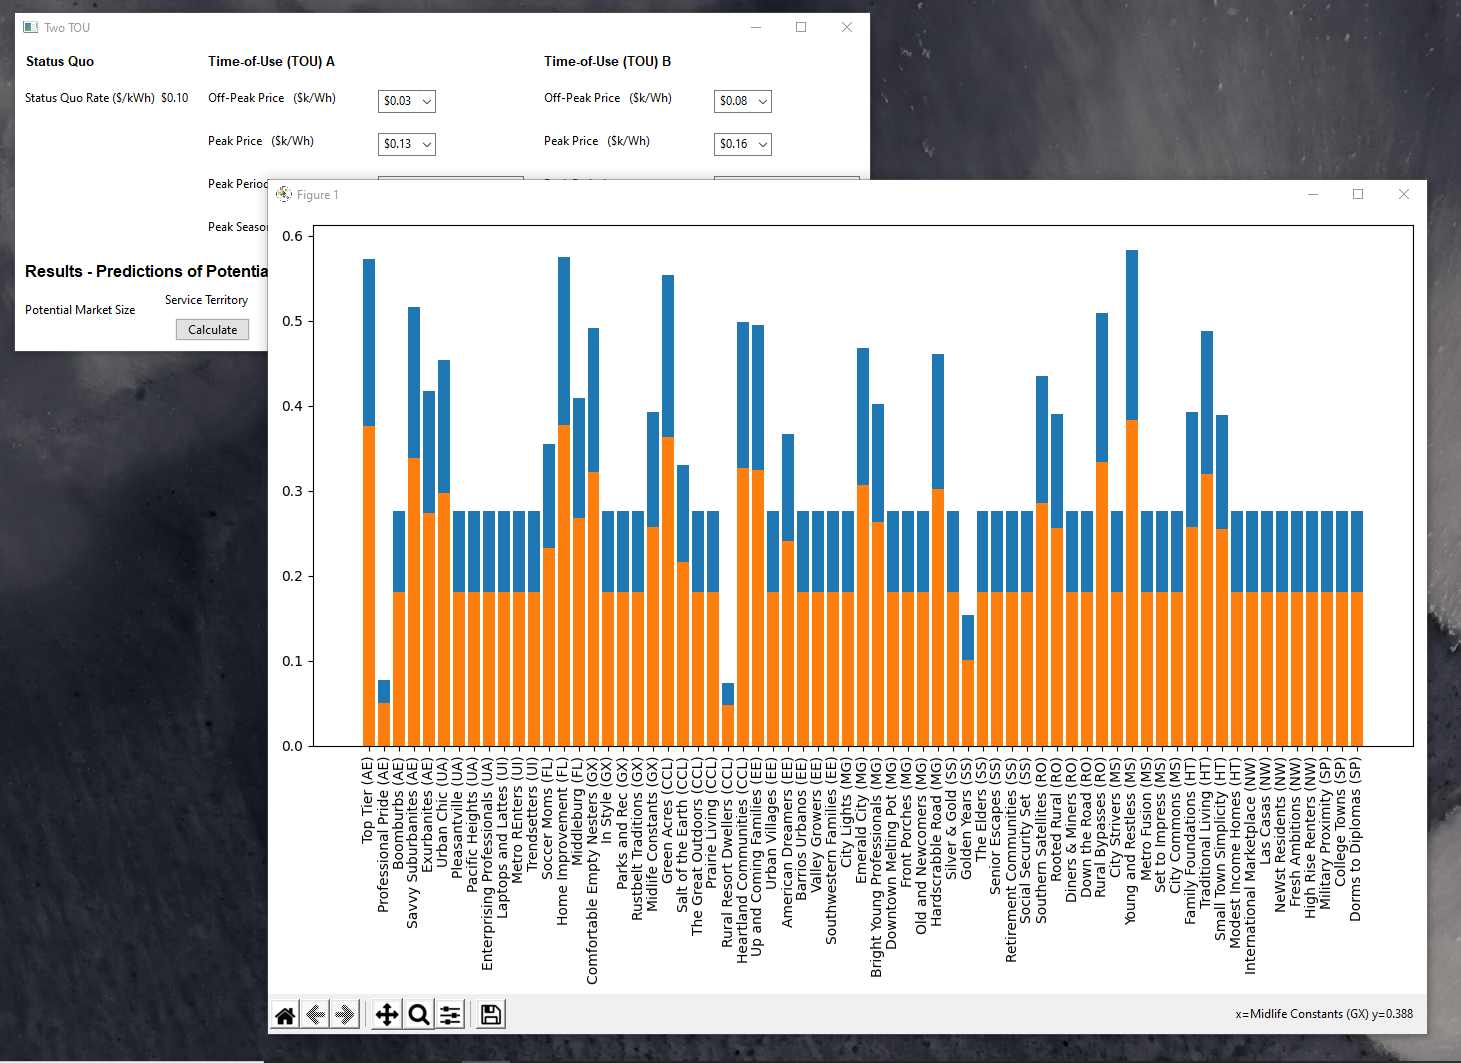 Two TOU
Status Quo
Time-of-Use (TOU) A
Time-of-Use (TOU) B
Status Quo Rate ($/kWh) $0.10
Off-Peak Price ($k/Wh)
$0.03
Off-Peak Price ($k/Wh)
$0.08
Peak Price ($k/Wh)
$0.13
Peak Price ($k/Wh)
$0.16
Peak Period
Peak Seaso
Results - Predictions of Potentia
Potential Market Size
Service Territory
Calculate
Figure 1
0.6
0.5
0.4
0.3
0.2
0.1
0.0
Top Tier (AE)
Professional Pride (AE)
Boomburbs (AE)
Savvy Suburbanites (AE)
Exurbanites (AE)
Urban Chic (UA)
Pleasantville (UA)
Pacific Heights (UA)
Enterprising Professionals (UA)
Laptops and Lattes (UI)
Metro REnters (UI)
Trendsetters (UI)
Soccer Moms (FL)
Home Improvement (FL)
Middleburg (FL)
Comfortable Empty Nesters (GX)
In Style (GX)
Parks and Rec (GX)
Rustbelt Traditions (GX)
Midlife Constants (GX)
Green Acres (CCL)
Salt of the Earth (CCL)
The Great Outdoors (CCL)
Prairie Living (CCL)
Rural Resort Dwellers (CCL)
Heartland Communities (CCL)
Up and Coming Families (EE)
Urban Villages (EE)
American Dreamers (EE)
Barrios Urbanos (EE)
Valley Growers (EE)
Southwestern Families (EE)
City Lights (MG)
Emerald City (MG)
Bright Young Professionals (MG)
Downtown Melting Pot (MG)
Front Porches (MG)
Old and Newcomers (MG)
Hardscrabble Road (MG)
Silver & Gold (SS)
Golden Years (SS)
The Elders (SS)
Senior Escapes (SS)
Retirement Communities (SS)
Social Security Set (SS)
Southern Satellites (RO)
Rooted Rural (RO)
Diners & Miners (RO)
Down the Road (RO)
Rural Bypasses (RO)
City Strivers (MS)
Young and Restless (MS)
Metro Fusion (MS)
Set to Impress (MS)
City Commons (MS)
Family Foundations (HT)
Traditional Living (HT)
Small Town Simplicity (HT)
Modest Income Homes (HT)
International Marketplace (NW)
Las Casas (NW)
NeWst Residents (NW)
Fresh Ambitions (NW)
High Rise Renters (NW)
Military Proximity (SP)
College Towns (SP)
Dorms to Diplomas (SP)
x=Midlife Constants (GX) y=0.388